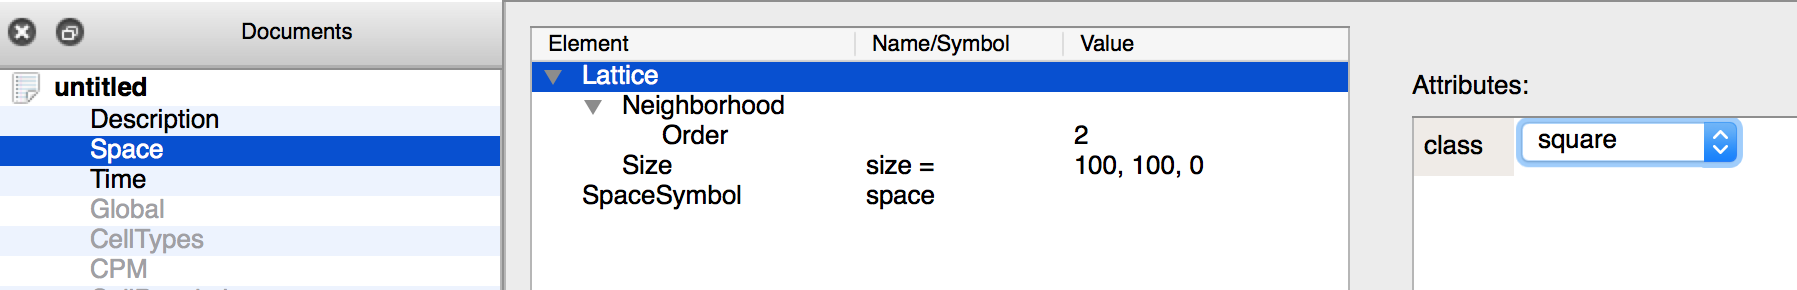 Documents
untitled
Description
Space
Time
Global
CellTypes
CPM
Element Name/Symbol Value
Lattice
Neighborhood
Order 2
Size size = 100, 100, 0
SpaceSymbol space
Attributes:
class square